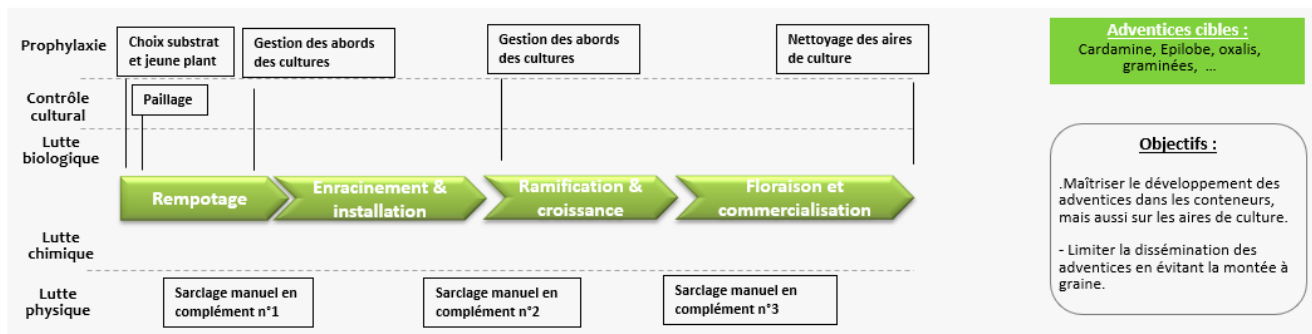 Prophylaxie
Choix substrat
et jeune plant
Gestion des abords
des cultures
Gestion des abords
des cultures
Nettoyage des aires
de culture
Contrôle
cultural
Paillage
Lutte
biologique
Rempotage
Enracinement &
installation
Ramification &
croissance
Floraison et
commercialisation
Lutte
chimique
Lutte
physique
Sarclage manuel en
complément n°1
Sarclage manuel en
complément n°2
Sarclage manuel en
complément n°3
Adventices cibles :
Cardamine, Epilobe, oxalis,
graminées, ...
Objectifs :
.Maîtriser le développement des
adventices dans les conteneurs,
mais aussi sur les aires de culture.
- Limiter la dissémination des
adventices en évitant la montée à
graine.